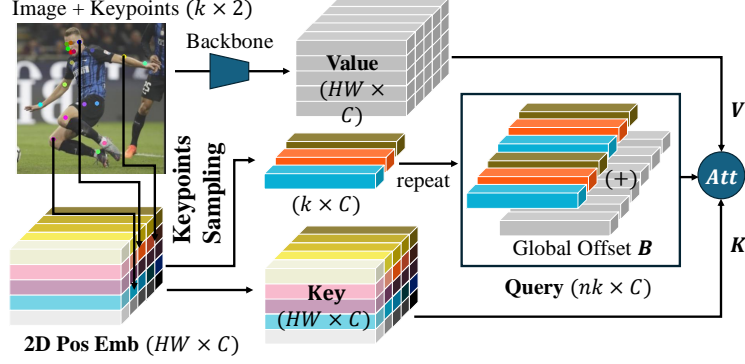 Image + Keypoints (k × 2)
Backbone
Value
(HW ×
C)
V
Keypoints
Sampling
(k × C)
repeat
(+)
Att
Global Offset B
K
Key
(HW × C)
Query (nk × C)
2D Pos Emb (HW × C)